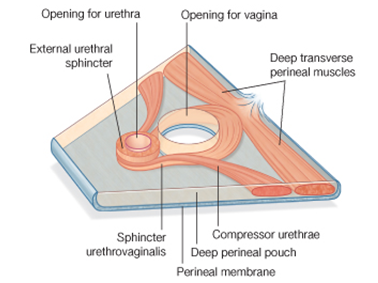 Opening for urethra
Opening for vagina
External urethral
sphincter
Deep transverse
perineal muscles
Sphincter
urethrovaginalis
Compressor urethrae
Deep perineal pouch
Perineal membrane